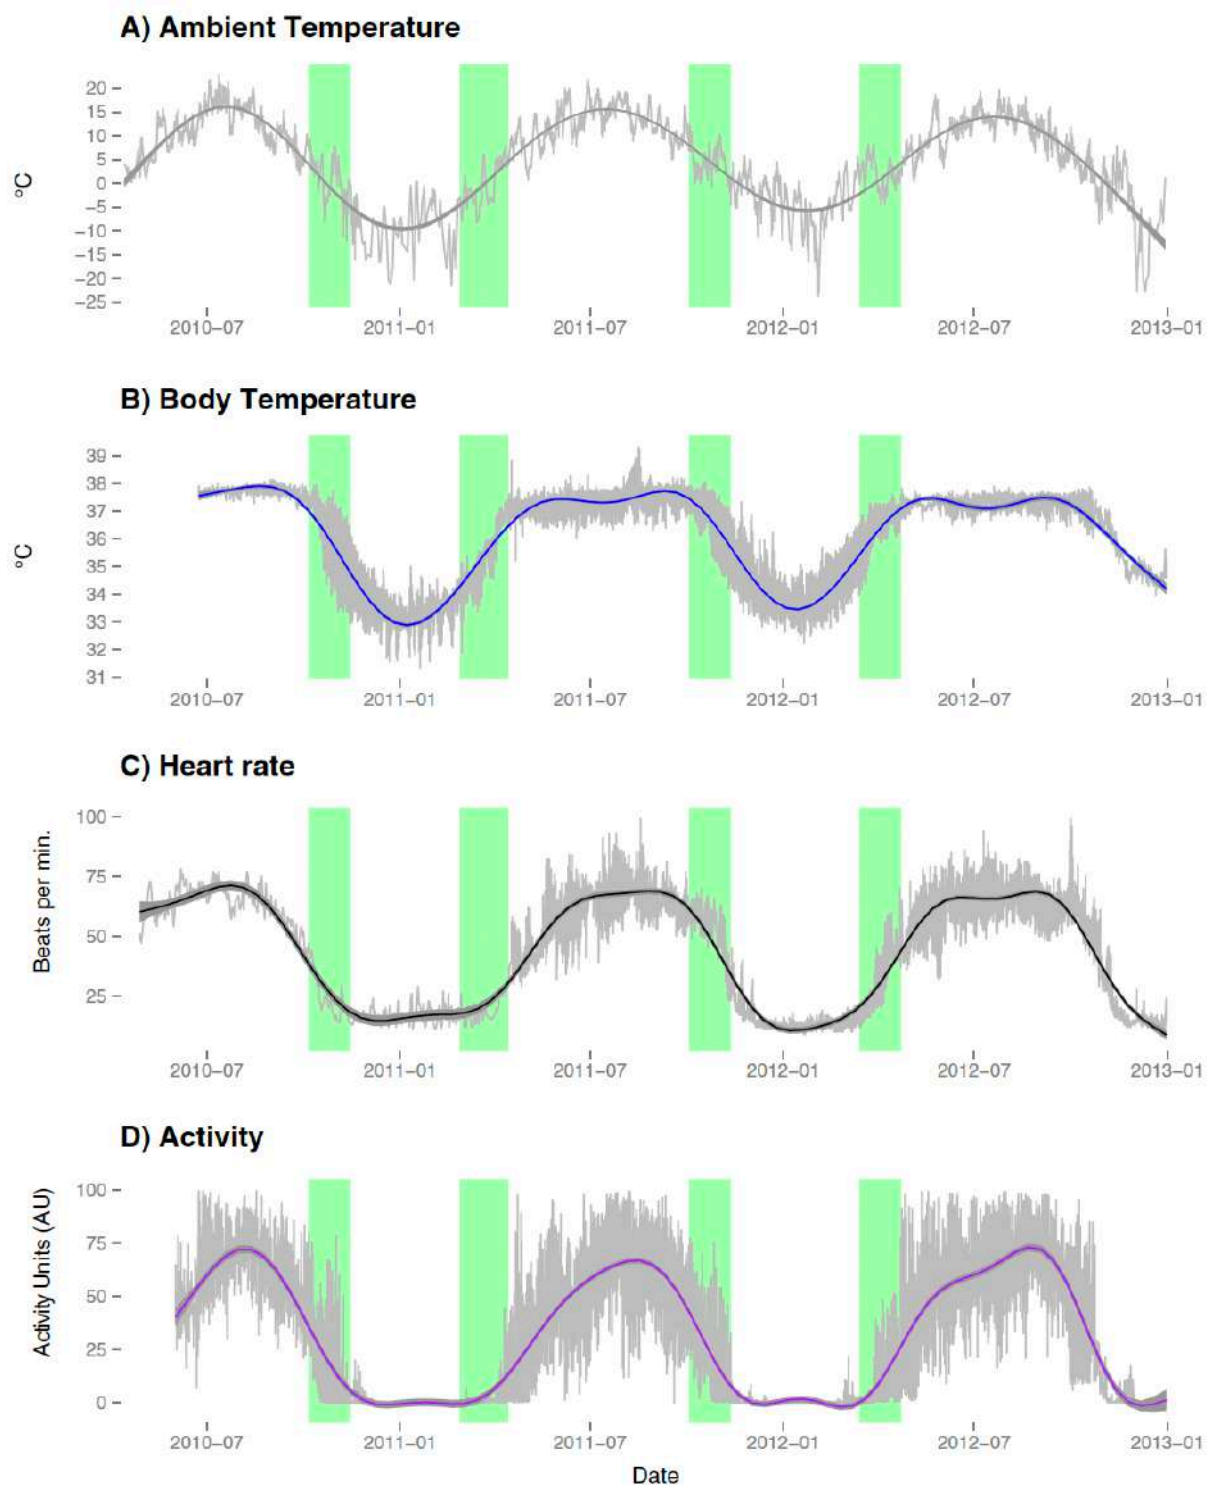 A) Ambient Temperature
ºC
20
15
10
5
0
−5
−10
−15
−20
−25
2010−07 2011−01 2011−07 2012−01 2012−07 2013−01
B) Body Temperature
ºC
39
38
37
36
35
34
33
32
31
2010−07 2011−01 2011−07 2012−01 2012−07 2013−01
C) Heart rate
Beats per min.
100
75
50
25
2010−07 2011−01 2011−07 2012−01 2012−07 2013−01
D) Activity
Activity Units (AU)
100
75
50
25
0
2010−07 2011−01 2011−07 2012−01 2012−07 2013−01
Date